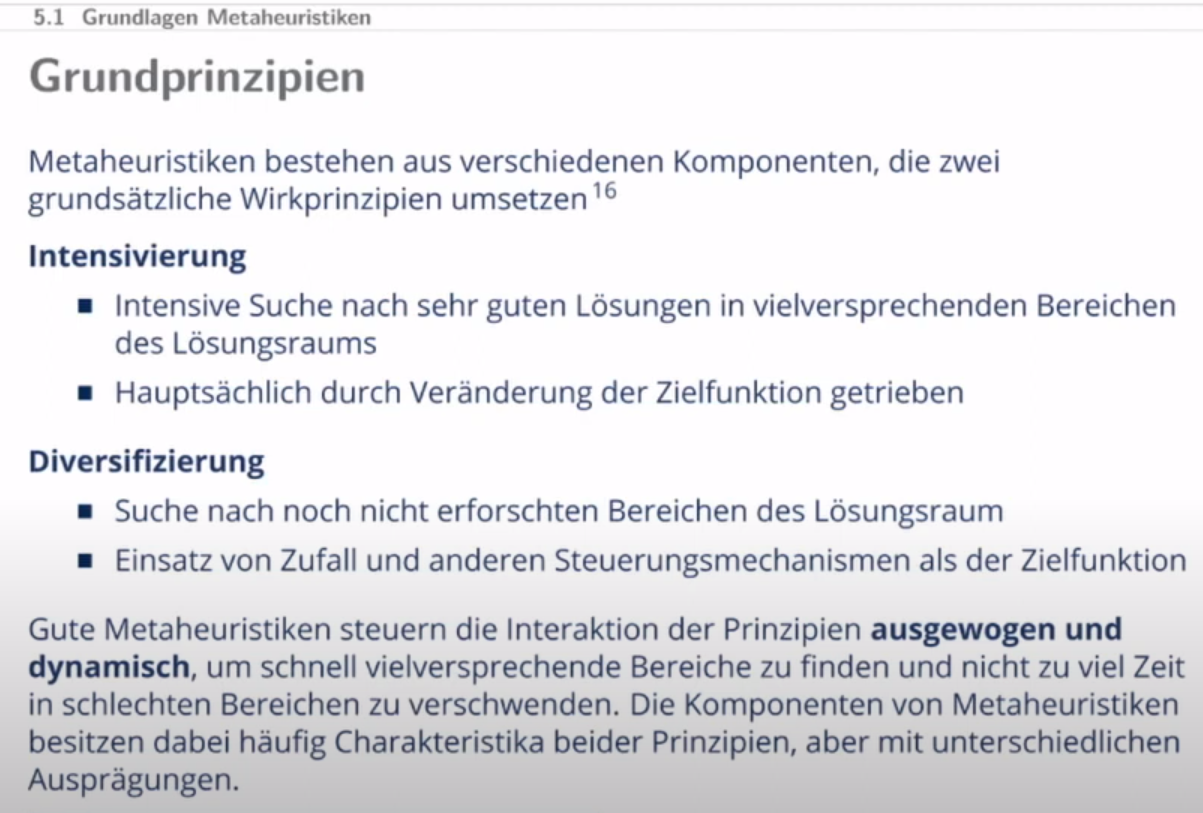 5.1 Grundlagen Metaheuristiken
Grundprinzipien
Metaheuristiken bestehen aus verschiedenen Komponenten, die zwei
grundsätzliche Wirkprinzipien umsetzen 16
Intensivierung
■ Intensive Suche nach sehr guten Lösungen in vielversprechenden Bereichen
des Lösungsraums
■ Hauptsächlich durch Veränderung der Zielfunktion getrieben
Diversifizierung
■ Suche nach noch nicht erforschten Bereichen des Lösungsraum
■ Einsatz von Zufall und anderen Steuerungsmechanismen als der Zielfunktion
Gute Metaheuristiken steuern die Interaktion der Prinzipien ausgewogen und
dynamisch, um schnell vielversprechende Bereiche zu finden und nicht zu viel Zeit
in schlechten Bereichen zu verschwenden. Die Komponenten von Metaheuristiken
besitzen dabei häufig Charakteristika beider Prinzipien, aber mit unterschiedlichen
Ausprägungen.